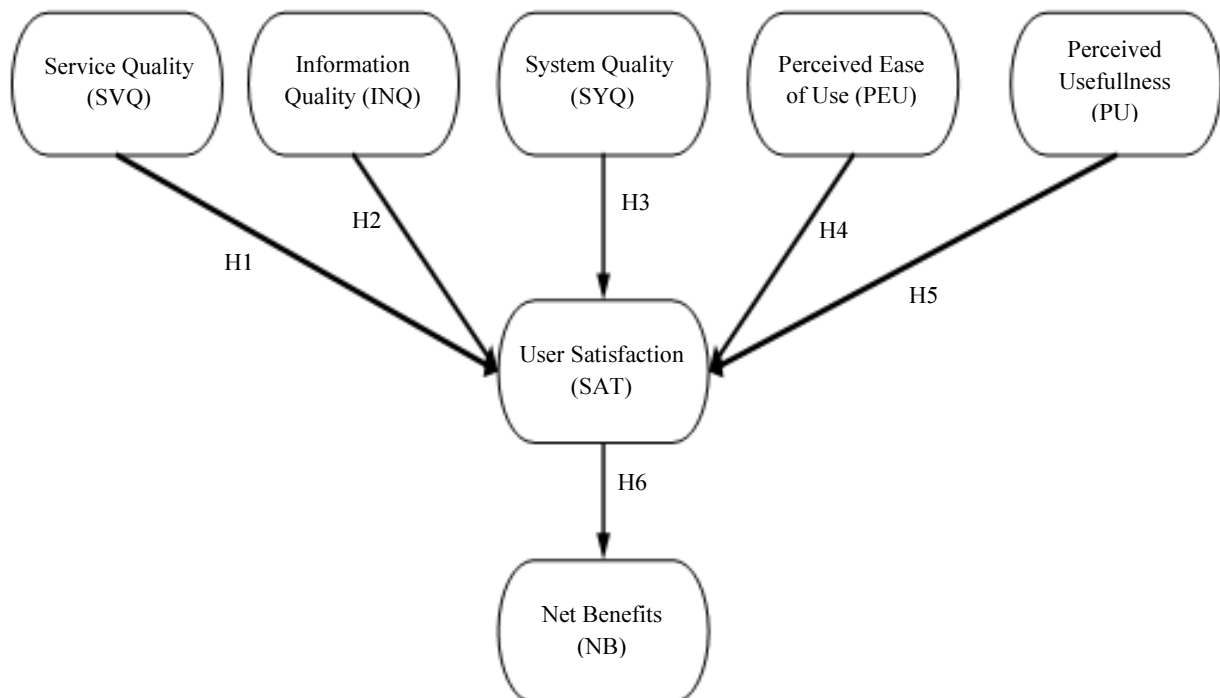 Service Quality
(SVQ)
Information
Quality (INQ)
System Quality
(SYQ)
Perceived Ease
of Use (PEU)
Perceived
Usefullness
(PU)
H1
H2
H3
H4
H5
User Satisfaction
(SAT)
H6
Net Benefits
(NB)